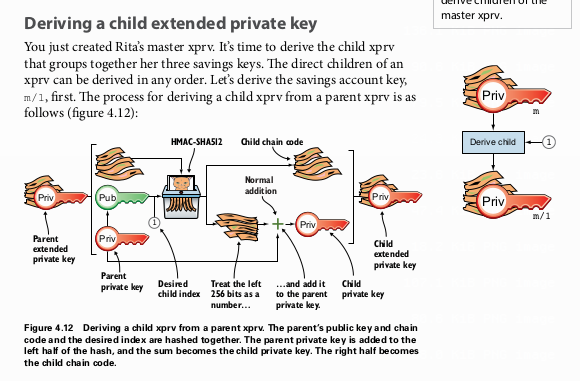 derive children of the
master xprv.
Deriving a child extended private key
You just created Rita's master xprv. It's time to derive the child xprv
that groups together her three savings keys. The direct children of an
xprv can be derived in any order. Let's derive the savings account key,
m/1, first. The process for deriving a child xprv from a parent xprv is as
follows (figure 4.12):
Priv
m
Derive child
1
Priv
m/1
HMAC-SHA512
Child chain code
Normal
addition
Priv
Pub
Priv
1
+
Priv
Priv
Parent
extended
private key
Parent
private key
Desired
child index
Treat the left
256 bits as a
number...
...and add it
to the parent
private key.
Child
private key
Child
extended
private key
Figure 4.12 Deriving a child xprv from a parent xprv. The parent's public key and chain
code and the desired index are hashed together. The parent private key is added to the
left half of the hash, and the sum becomes the child private key. The right half becomes
the child chain code.